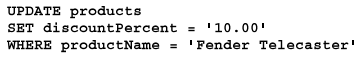 UPDATE products
SET discountPercent = '10.00'
WHERE productName = 'Fender Telecaster'